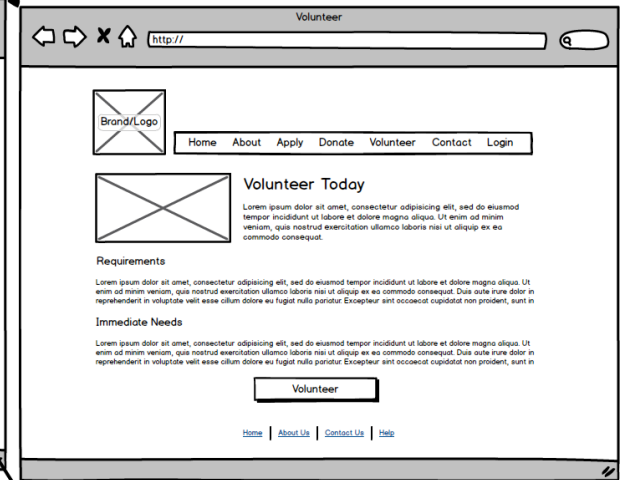 Volunteer
http://
Brand/Logo
Home About Apply Donate Volunteer Contact Login
Volunteer Today
Lorem ipsum dolor sit amet, consectetur adipisicing elit, sed do eiusmod
tempor incididunt ut labore et dolore magna aliqua. Ut enim ad minim
veniam, quis nostrud exercitation ullamco laboris nisi ut aliquip ex ea
commodo consequat.
Requirements
Lorem ipsum dolor sit amet, consectetur adipisicing elit, sed do eiusmod tempor incididunt ut labore et dolore magna aliqua. Ut
enim ad minim veniam, quis nostrud exercitation ullamco laboris nisi ut aliquip ex ea commodo consequat. Duis aute irure dolor in
reprehenderit in voluptate velit esse cillum dolore eu fugiat nulla pariatur. Excepteur sint occaecat cupidatat non proident, sunt in
Immediate Needs
Lorem ipsum dolor sit amet, consectetur adipisicing elit, sed do eiusmod tempor incididunt ut labore et dolore magna aliqua. Ut
enim ad minim veniam, quis nostrud exercitation ullamco laboris nisi ut aliquip ex ea commodo consequat. Duis aute irure dolor in
reprehenderit in voluptate velit esse cillum dolore eu fugiat nulla pariatur. Excepteur sint occaecat cupidatat non proident, sunt in
Volunteer
Home About Us Contact Us Help